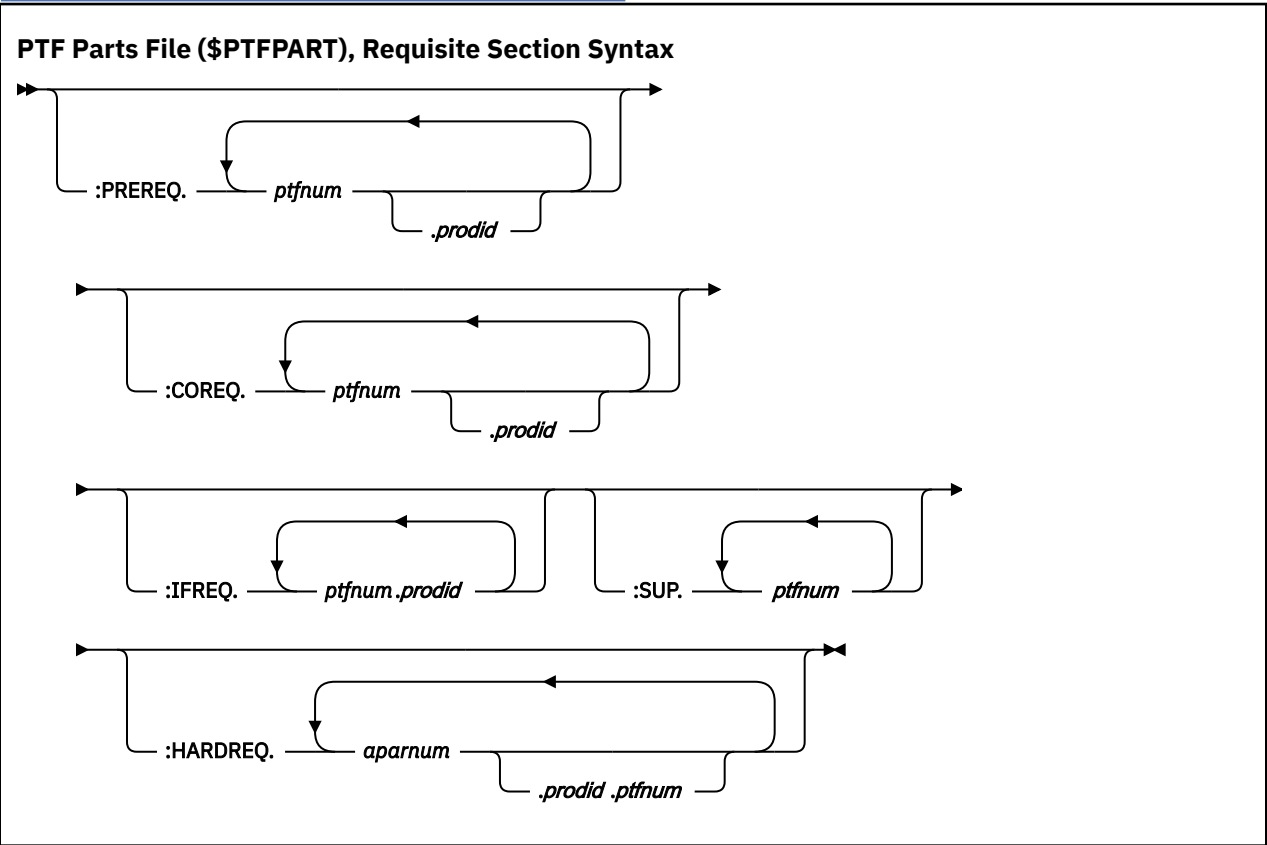 PTF Parts File ($PTFPART), Requisite Section Syntax
:PREREQ. ptfnum
.prodid
:COREQ. ptfnum
.prodid
:IFREQ. ptfnum .prodid :SUP. ptfnum
:HARDREQ. aparnum
.prodid .ptfnum